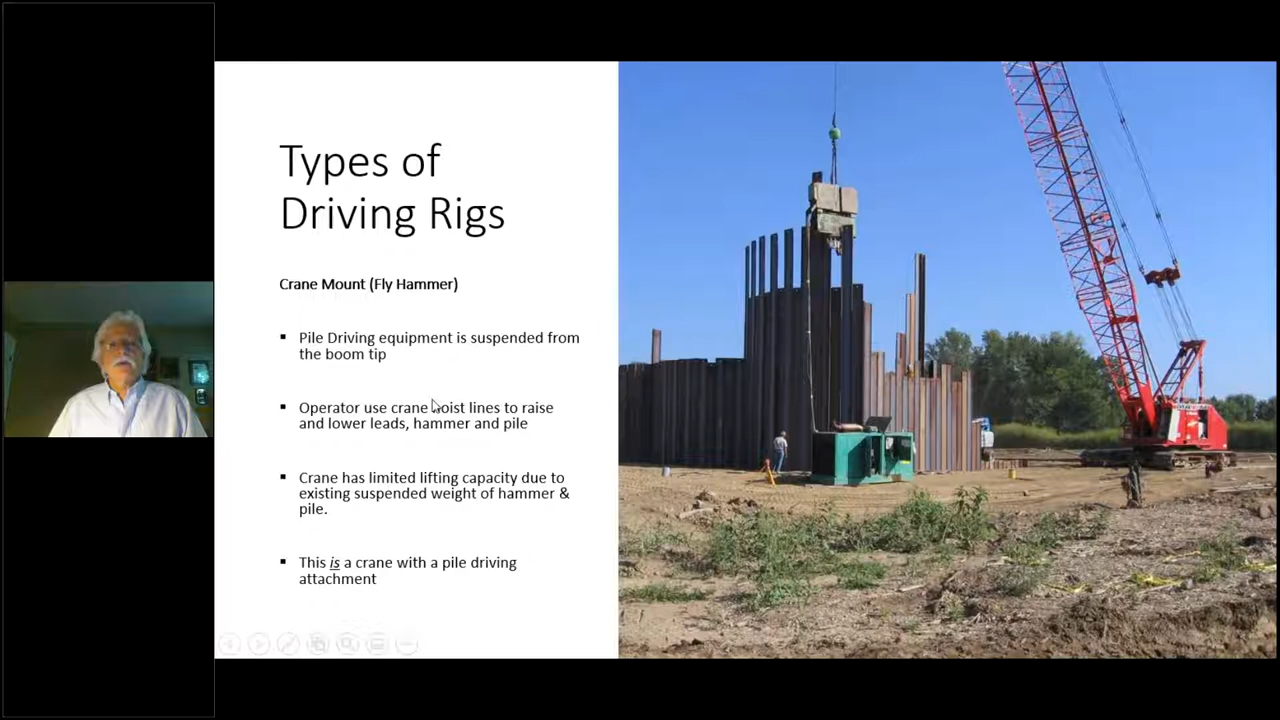 Types of
Driving Rigs
Crane Mount (Fly Hammer)
▪ Pile Driving equipment is suspended from
the boom tip
▪ Operator use crane hoist lines to raise
and lower leads, hammer and pile
▪ Crane has limited lifting capacity due to
existing suspended weight of hammer &
pile.
▪ This is a crane with a pile driving
attachment